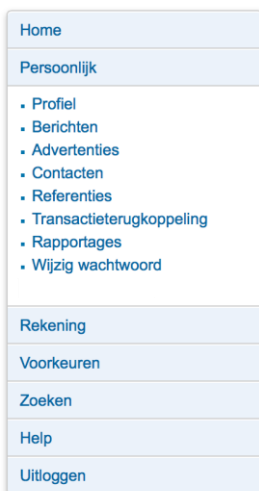 Home
Persoonlijk
Profiel
Berichten
Advertenties
Contacten
Referenties
Transactieterugkoppeling
Rapportages
Wijzig wachtwoord
Rekening
Voorkeuren
Zoeken
Help
Uitloggen